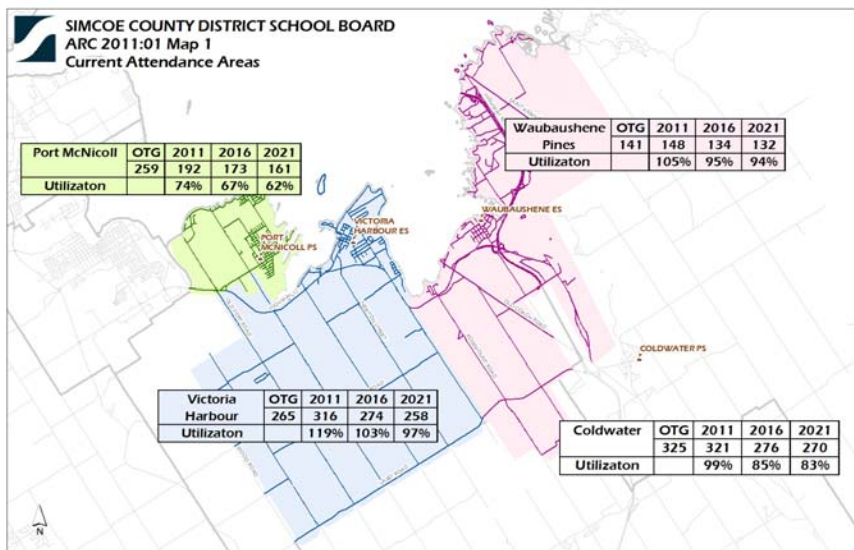 SIMCOE COUNTY DISTRICT SCHOOL BOARD
ARC 2011:01 Map 1
Current Attendance Areas
Port McNicoll OTG 2011 2016 2021
259 192 173 161
Utilizaton 74% 67% 62%
Waubaushene OTG 2011 2016 2021
Pines 141 148 134 132
Utilizaton 105% 95% 94%
WAUBAUSHENE ES
VICTORIA
HARBOUR ES
PORT
MCNICOLL PS
COLDWATER PS
Victoria OTG 2011 2016 2021
Harbour 265 316 274 258
Utilizaton 119% 103% 97%
Coldwater OTG 2011 2016 2021
325 321 276 270
Utilizaton 99% 85% 83%
N